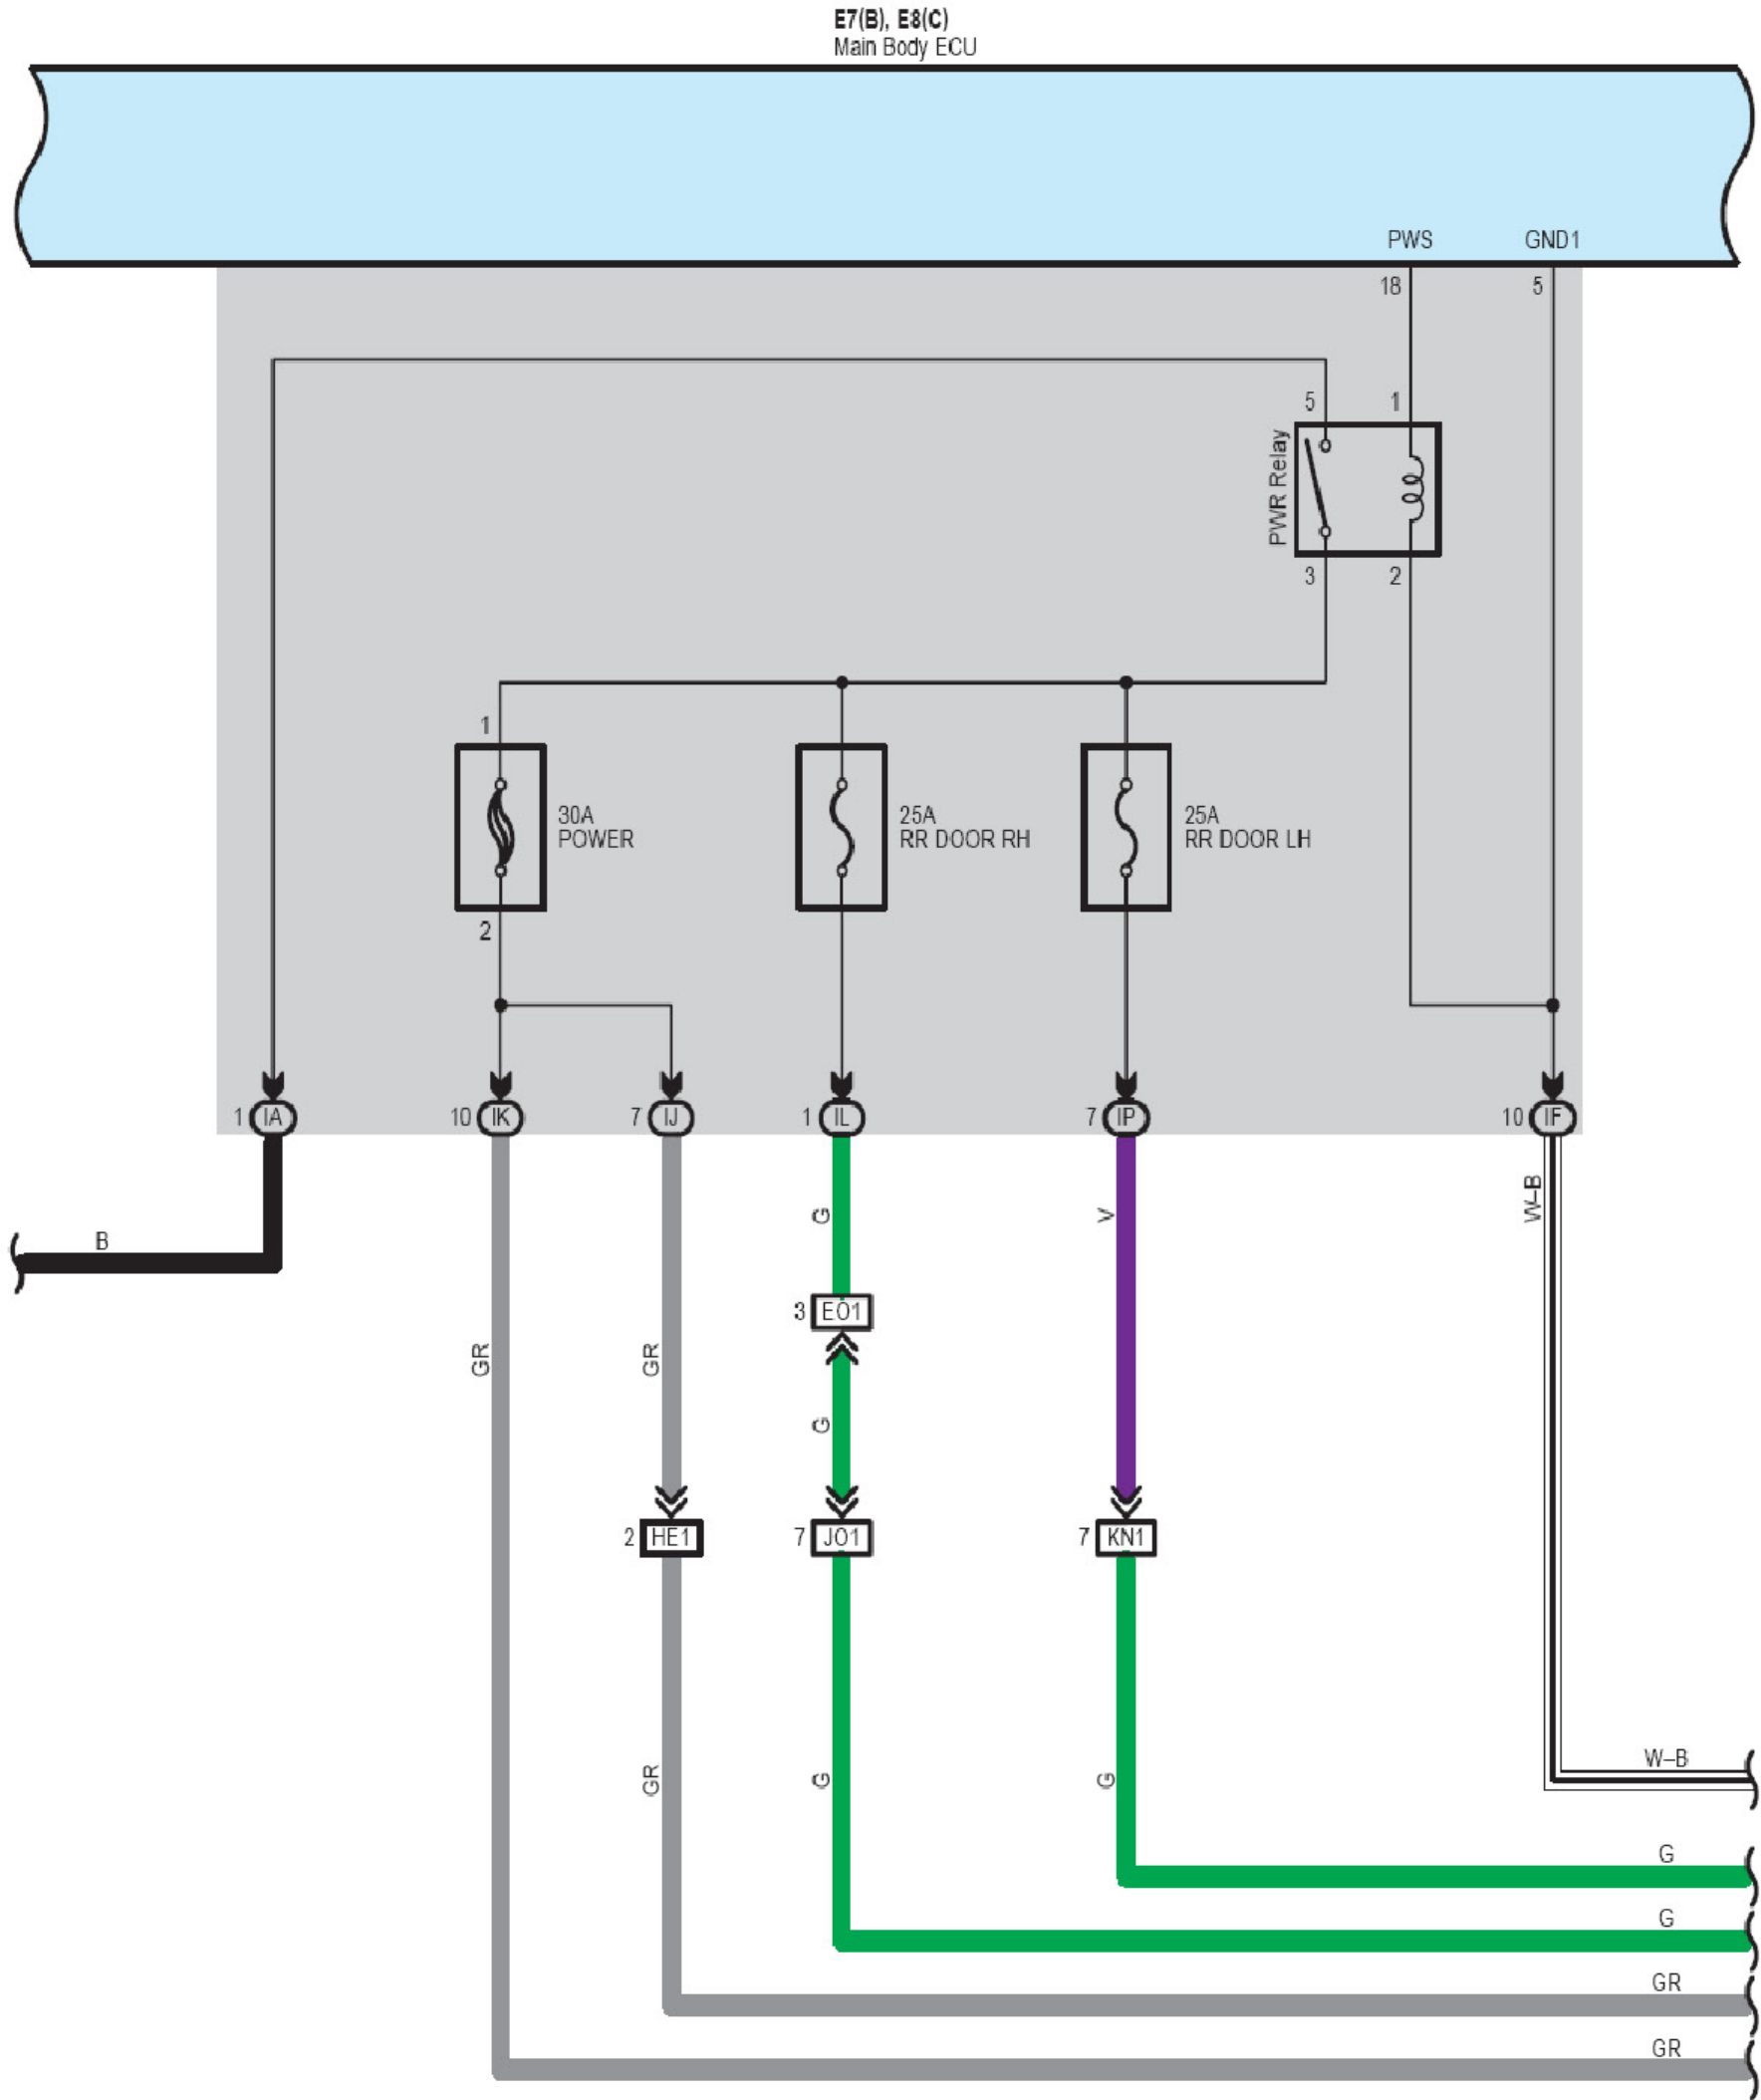 E7(B), E8(C)
Main Body ECU
PWS
GND1
18
5
5
1
PWR Relay
3
2
1
30A
POWER
25A
RR DOOR RH
25A
RR DOOR LH
2
1 IA
10 IK
7 IJ
1 IL
7 IP
10 IF
G
V
W–B
B
3 EO1
GR
GR
G
2 HE1
7 JO1
7 KN1
W–B
GR
G
G
G
G
GR
GR